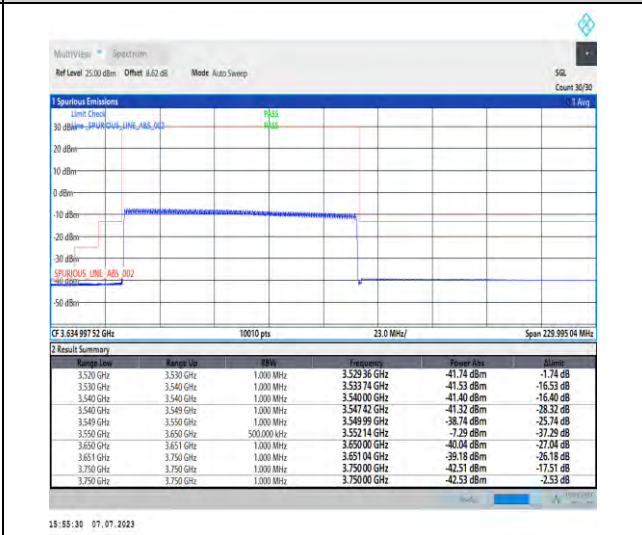 MultiView Spectrum
Ref Level 25.00 dBm Offset 8.62 dB Mode Auto Sweep SGL
Count 30/30
1 Spurious Emissions 1 Avg
Limit Check PASS
30 dBm Line _SPURIOUS_LINE_ABS_002 PASS
20 dBm
10 dBm
0 dBm
-10 dBm
-20 dBm
-30 dBm
SPURIOUS_LINE_ABS_002
-40 dBm
-50 dBm
CF 3.634 997 52 GHz 10010 pts 23.0 MHz/ Span 229.995 04 MHz
2 Result Summary
Range Low Range Up RBW Frequency Power Abs ΔLimit
3.520 GHz 3.530 GHz 1.000 MHz 3.529 36 GHz -41.74 dBm -1.74 dB
3.530 GHz 3.540 GHz 1.000 MHz 3.533 74 GHz -41.53 dBm -16.53 dB
3.540 GHz 3.540 GHz 1.000 MHz 3.540 00 GHz -41.40 dBm -16.40 dB
3.540 GHz 3.549 GHz 1.000 MHz 3.547 42 GHz -41.32 dBm -28.32 dB
3.549 GHz 3.550 GHz 1.000 MHz 3.549 99 GHz -38.74 dBm -25.74 dB
3.550 GHz 3.650 GHz 500.000 kHz 3.552 14 GHz -7.29 dBm -37.29 dB
3.650 GHz 3.651 GHz 1.000 MHz 3.650 00 GHz -40.04 dBm -27.04 dB
3.651 GHz 3.750 GHz 1.000 MHz 3.651 04 GHz -39.18 dBm -26.18 dB
3.750 GHz 3.750 GHz 1.000 MHz 3.750 00 GHz -42.51 dBm -17.51 dB
3.750 GHz 3.750 GHz 1.000 MHz 3.750 00 GHz -42.53 dBm -2.53 dB
15:55:30 07.07.2023